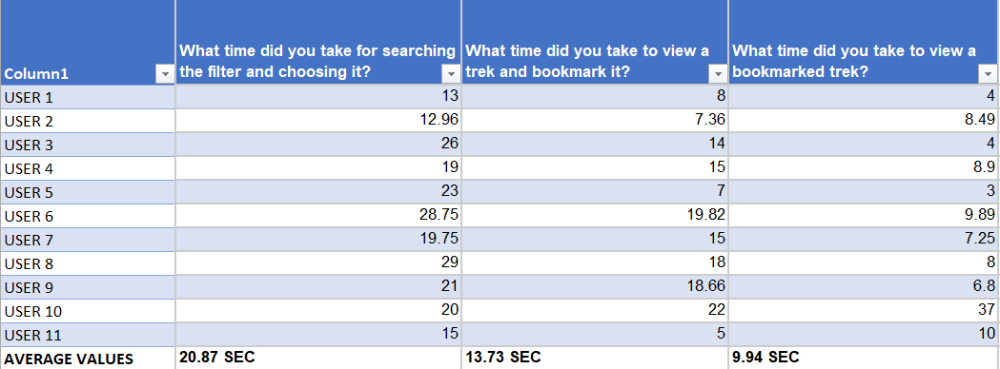 Column1 What time did you take for searching the filter and choosing it? What time did you take to view a trek and bookmark it? What time did you take to view a bookmarked trek?
USER 1 13 8 4
USER 2 12.96 7.36 8.49
USER 3 26 14 4
USER 4 19 15 8.9
USER 5 23 7 3
USER 6 28.75 19.82 9.89
USER 7 19.75 15 7.25
USER 8 29 18 8
USER 9 21 18.66 6.8
USER 10 20 22 37
USER 11 15 5 10
AVERAGE VALUES 20.87 SEC 13.73 SEC 9.94 SEC